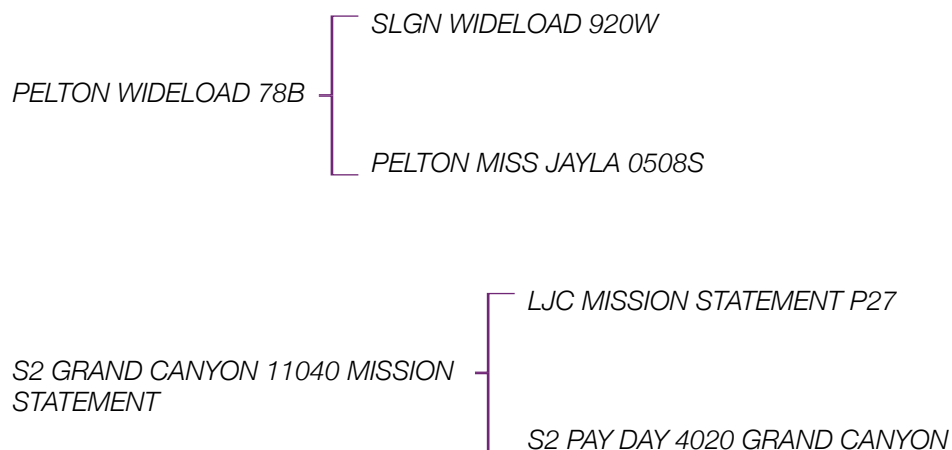 SLGN WIDELOAD 920W
PELTON WIDELOAD 78B
PELTON MISS JAYLA 0508S
LJC MISSION STATEMENT P27
S2 GRAND CANYON 11040 MISSION
STATEMENT
S2 PAY DAY 4020 GRAND CANYON